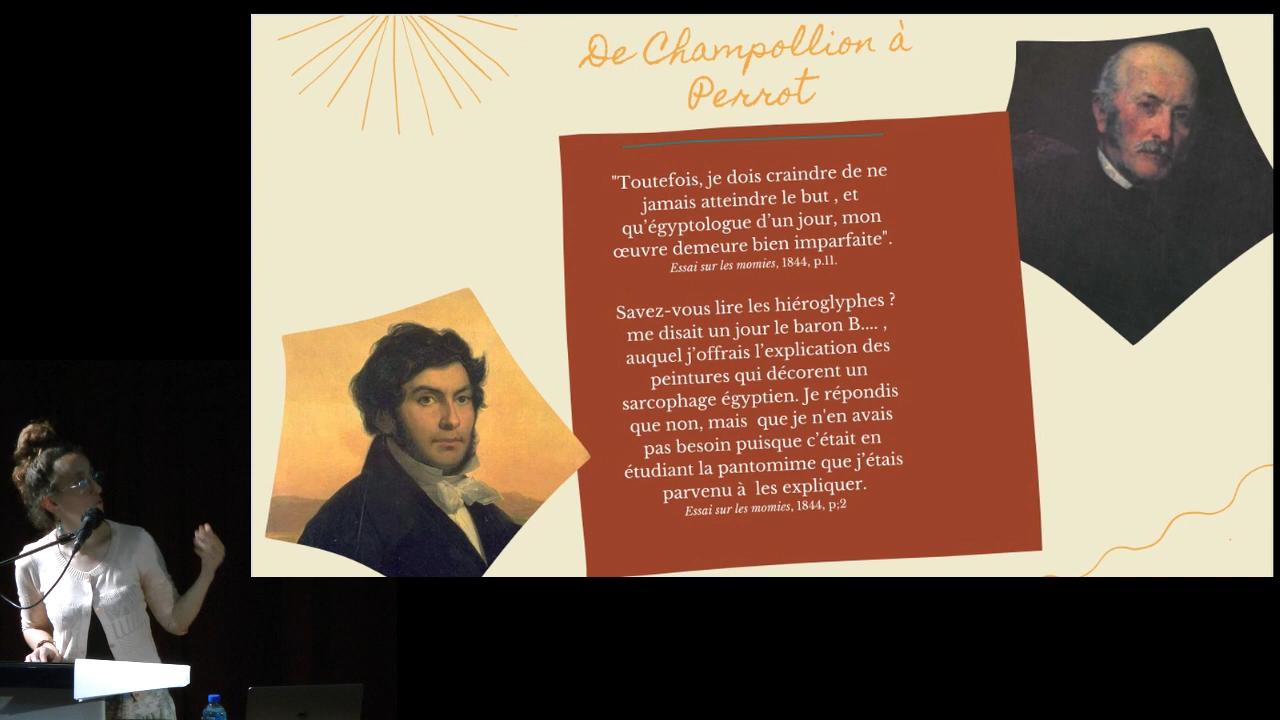 De Champollion à
Perrot
"Toutefois, je dois craindre de ne
jamais atteindre le but , et
qu’égyptologue d’un jour, mon
œuvre demeure bien imparfaite".
Essai sur les momies, 1844, p.11.
Savez-vous lire les hiéroglyphes ?
me disait un jour le baron B.... ,
auquel j’offrais l’explication des
peintures qui décorent un
sarcophage égyptien. Je répondis
que non, mais que je n'en avais
pas besoin puisque c’était en
étudiant la pantomime que j’étais
parvenu à les expliquer.
Essai sur les momies, 1844, p;2